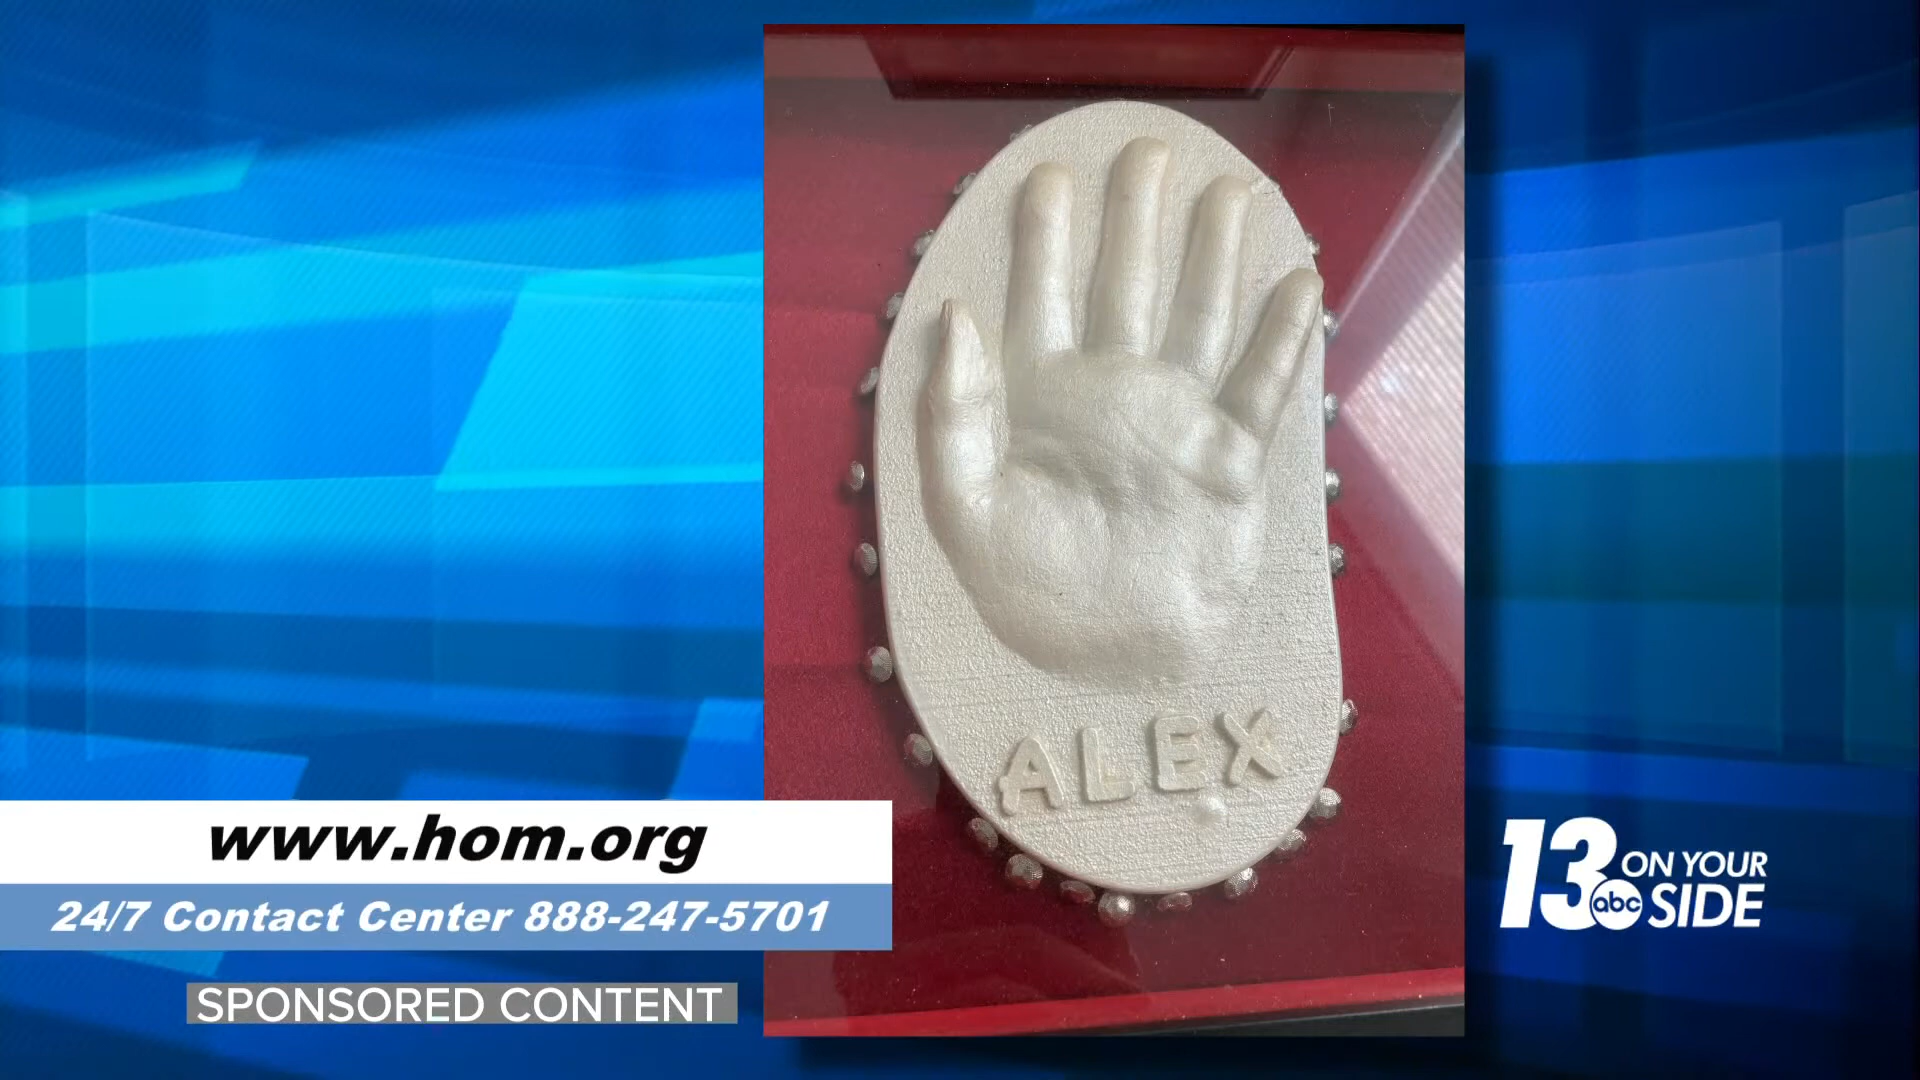 ALEX
www.hom.org
24/7 Contact Center 888-247-5701
SPONSORED CONTENT
13 abc ON YOUR SIDE